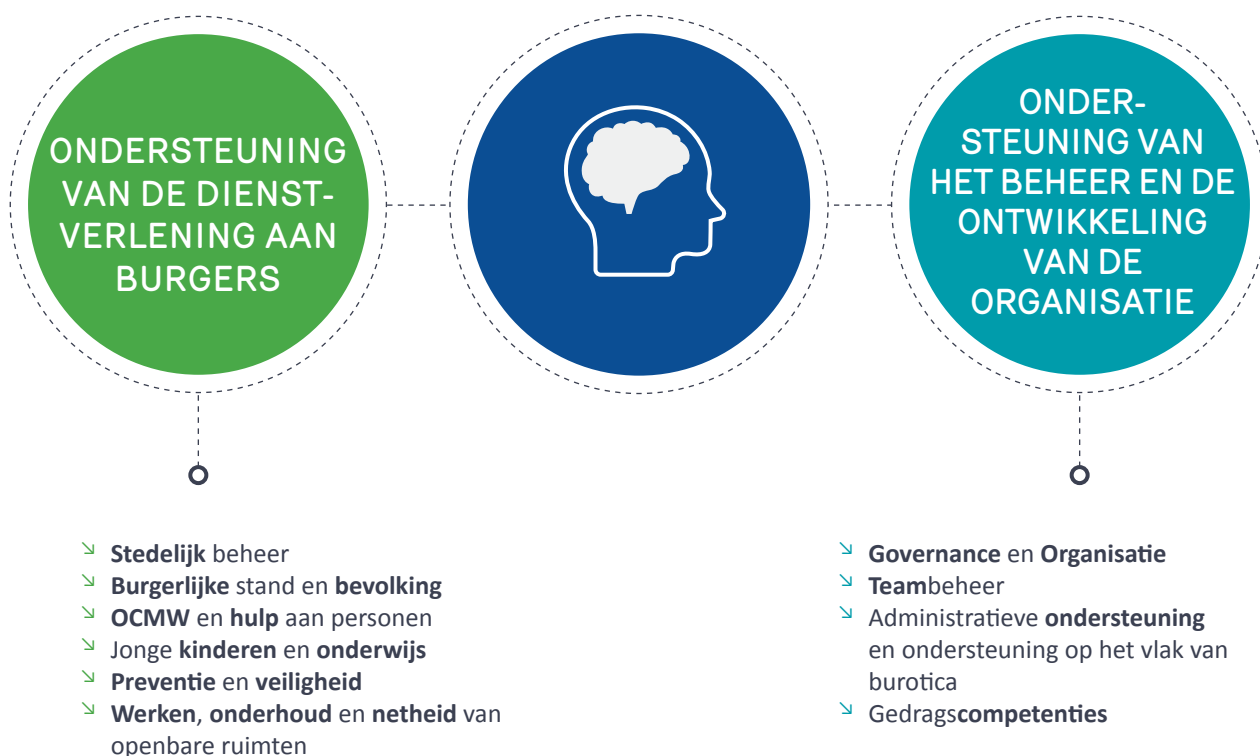 ONDERSTEUNING
VAN DE DIENST-
VERLENING AAN
BURGERS
ONDER-
STEUNING VAN
HET BEHEER EN DE
ONTWIKKELING
VAN DE
ORGANISATIE
Stedelijk beheer
Burgerlijke stand en bevolking
OCMW en hulp aan personen
Jonge kinderen en onderwijs
Preventie en veiligheid
Werken, onderhoud en netheid van
openbare ruimten
Governance en Organisatie
Teambeheer
Administratieve ondersteuning
en ondersteuning op het vlak van
burotica
Gedragscompetenties